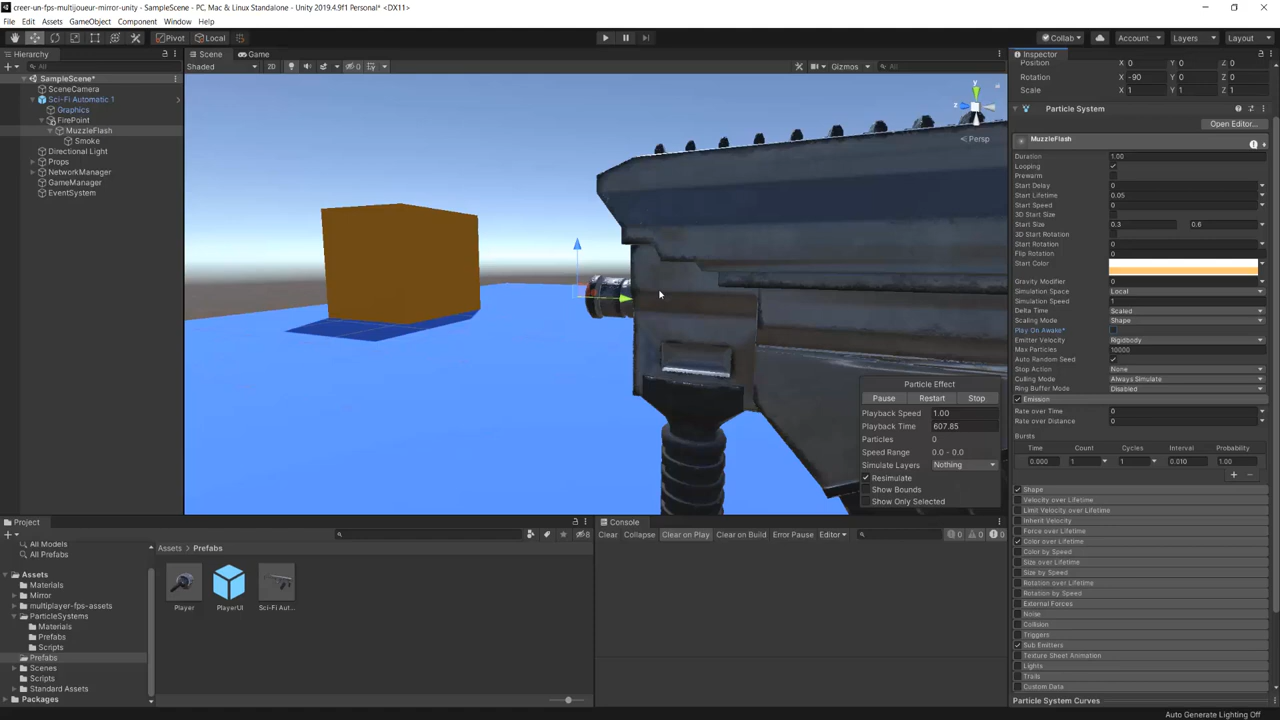 creer-un-fps-multijoueur-mirror-unity - SampleScene - PC, Mac & Linux Standalone - Unity 2019.4.9f1 Personal* <DX11>
File Edit Assets GameObject Component Window Help
Pivot Local Collab Account Layers Layout
Hierarchy
All
SampleScene*
SceneCamera
Sci-Fi Automatic 1
Graphics
FirePoint
MuzzleFlash
Smoke
Directional Light
Props
NetworkManager
GameManager
EventSystem
Scene Game
Shaded 2D 0 Gizmos All
y
z
Persp
Particle Effect
Pause Restart Stop
Playback Speed 1.00
Playback Time 607.85
Particles 0
Speed Range 0.0 - 0.0
Simulate Layers Nothing
Resimulate
Show Bounds
Show Only Selected
Inspector
Position X 0 Y 0 Z 0
Rotation X -90 Y 0 Z 0
Scale X 1 Y 1 Z 1
Particle System
Open Editor...
MuzzleFlash
Duration 1.00
Looping
Prewarm
Start Delay 0
Start Lifetime 0.05
Start Speed 0
3D Start Size
Start Size 0.3 0.6
3D Start Rotation
Start Rotation 0
Flip Rotation 0
Start Color
Gravity Modifier 0
Simulation Space Local
Simulation Speed 1
Delta Time Scaled
Scaling Mode Shape
Play On Awake*
Emitter Velocity Rigidbody
Max Particles 10000
Auto Random Seed
Stop Action None
Culling Mode Always Simulate
Ring Buffer Mode Disabled
Emission
Rate over Time 0
Rate over Distance 0
Bursts
Time Count Cycles Interval Probability
0.000 1 1 0.010 1.00
Shape
Velocity over Lifetime
Limit Velocity over Lifetime
Inherit Velocity
Force over Lifetime
Color over Lifetime
Color by Speed
Size over Lifetime
Size by Speed
Rotation over Lifetime
Rotation by Speed
External Forces
Noise
Collision
Triggers
Sub Emitters
Texture Sheet Animation
Lights
Trails
Custom Data
Particle System Curves
Project
8
All Models
All Prefabs
Assets
Materials
Mirror
multiplayer-fps-assets
ParticleSystems
Materials
Prefabs
Scripts
Prefabs
Scenes
Scripts
Standard Assets
Packages
Assets > Prefabs
Player PlayerUI Sci-Fi Aut...
Console
Clear Collapse Clear on Play Clear on Build Error Pause Editor 0 0 0
Auto Generate Lighting Off